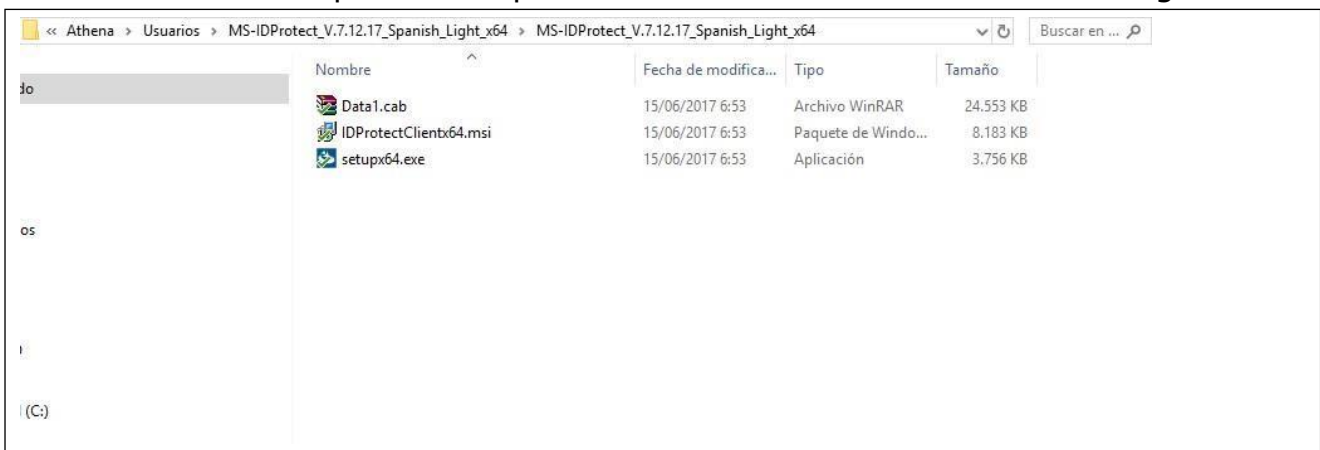 « Athena › Usuarios › MS-IDProtect_V.7.12.17_Spanish_Light_x64 › MS-IDProtect_V.7.12.17_Spanish_Light_x64 Buscar en ...
Nombre Fecha de modifica... Tipo Tamaño
do
Data1.cab 15/06/2017 6:53 Archivo WinRAR 24.553 KB
IDProtectClientx64.msi 15/06/2017 6:53 Paquete de Windo... 8.183 KB
setupx64.exe 15/06/2017 6:53 Aplicación 3.756 KB
os
(C:)